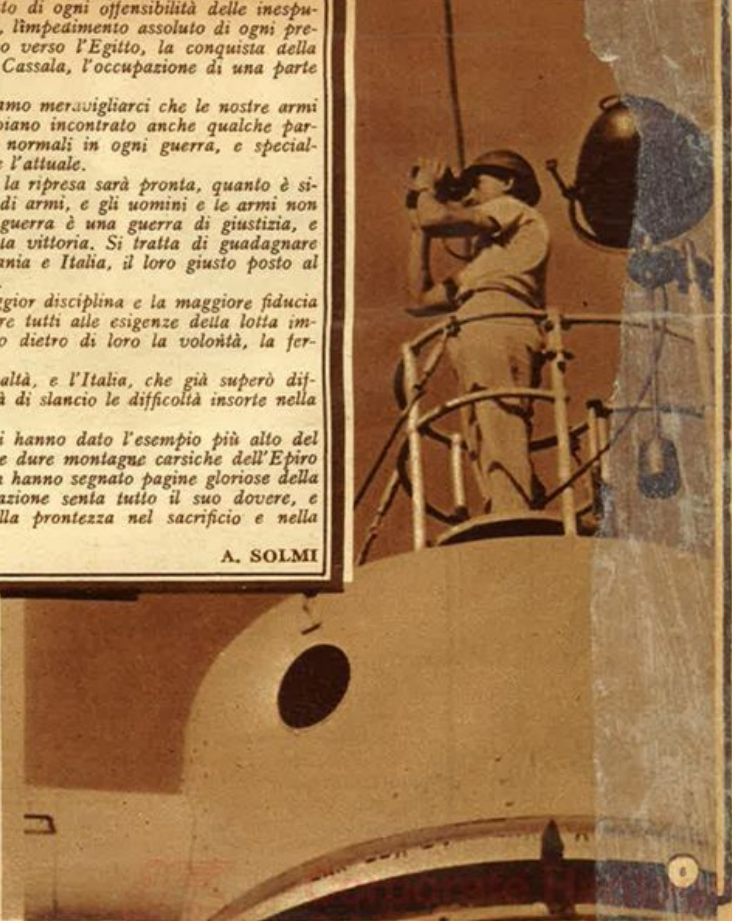 to di ogni offensibilità delle inespu-
, l'impedimento assoluto di ogni pre-
o verso l'Egitto, la conquista della
Cassala, l'occupazione di una parte
amo meravigliarci che le nostre armi
biano incontrato anche qualche par-
normali in ogni guerra, e special-
e l'attuale.
la ripresa sarà pronta, quanto è si-
di armi, e gli uomini e le armi non
guerra è una guerra di giustizia, e
la vittoria. Si tratta di guadagnare
ania e Italia, il loro giusto posto al
ggior disciplina e la maggiore fiducia
re tutti alle esigenze della lotta im-
o dietro di loro la volontà, la fer-
altà, e l'Italia, che già superò dif-
à di slancio le difficoltà insorte nella
i hanno dato l'esempio più alto del
e dure montagne carsiche dell'Epiro
a hanno segnato pagine gloriose della
azione senta tutto il suo dovere, e
lla prontezza nel sacrificio e nella
A. SOLMI